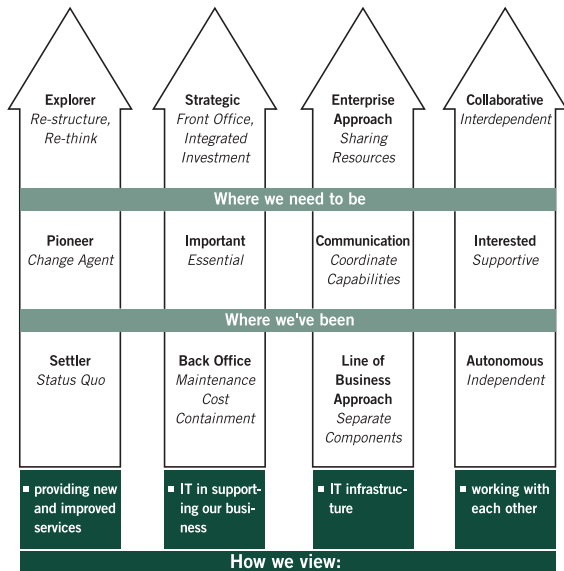 Explorer
Re-structure,
Re-think
Strategic
Front Office,
Integrated
Investment
Enterprise
Approach
Sharing
Resources
Collaborative
Interdependent
Where we need to be
Pioneer
Change Agent
Important
Essential
Communication
Coordinate
Capabilities
Interested
Supportive
Where we've been
Settler
Status Quo
Back Office
Maintenance
Cost
Containment
Line of
Business
Approach
Separate
Components
Autonomous
Independent
▪ providing new
and improved
services
▪ IT in support-
ing our busi-
ness
▪ IT infrastruc-
ture
▪ working with
each other
How we view: